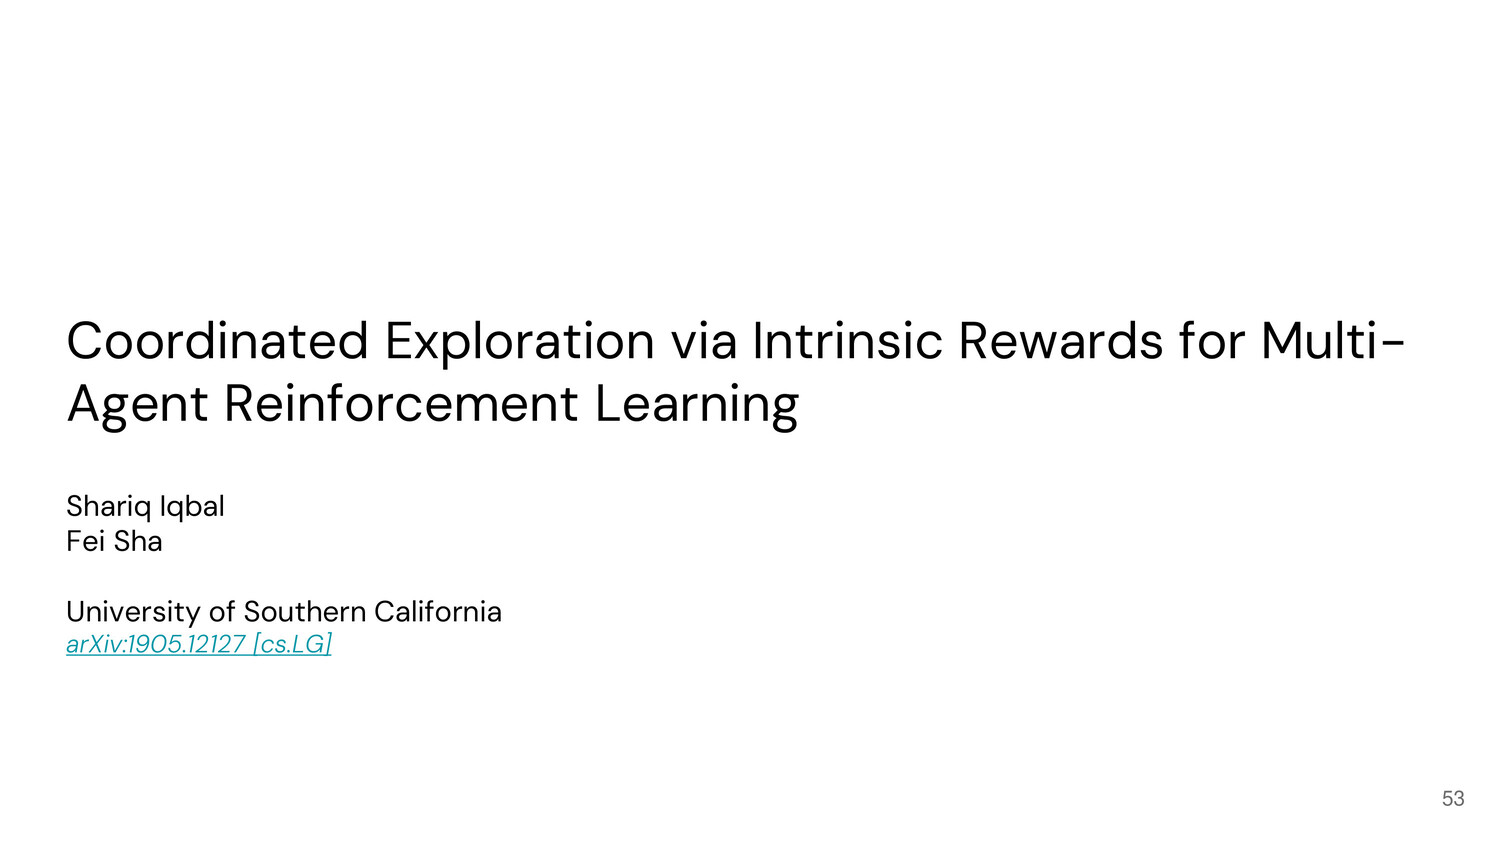 Coordinated Exploration via Intrinsic Rewards for Multi-
Agent Reinforcement Learning
Shariq Iqbal
Fei Sha
University of Southern California
arXiv:1905.12127 [cs.LG]
53